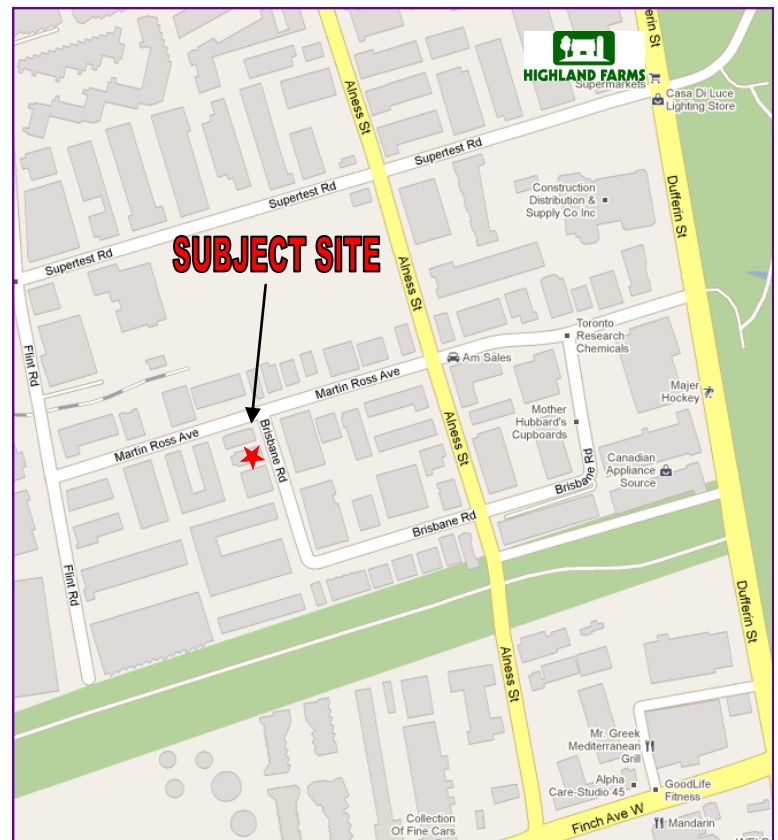 HIGHLAND FARMS
Supermarkets
erin St
Casa Di Luce
Lighting Store
Alness St
Supertest Rd
Supertest Rd
Supertest Rd
Construction
Distribution &
Supply Co Inc
Dufferin St
SUBJECT SITE
Alness St
Toronto
Research
Chemicals
Flint Rd
Am Sales
Martin Ross Ave
Majer
Hockey
Mother
Hubbard's
Cupboards
Martin Ross Ave
Brisbane Rd
Alness St
Canadian
Appliance
Source
Brisbane Rd
Brisbane Rd
Flint Rd
Dufferin St
Alness St
Mr. Greek
Mediterranean
Grill
Alpha
Care-Studio 45
GoodLife
Fitness
Collection
Of Fine Cars
Finch Ave W
Mandarin